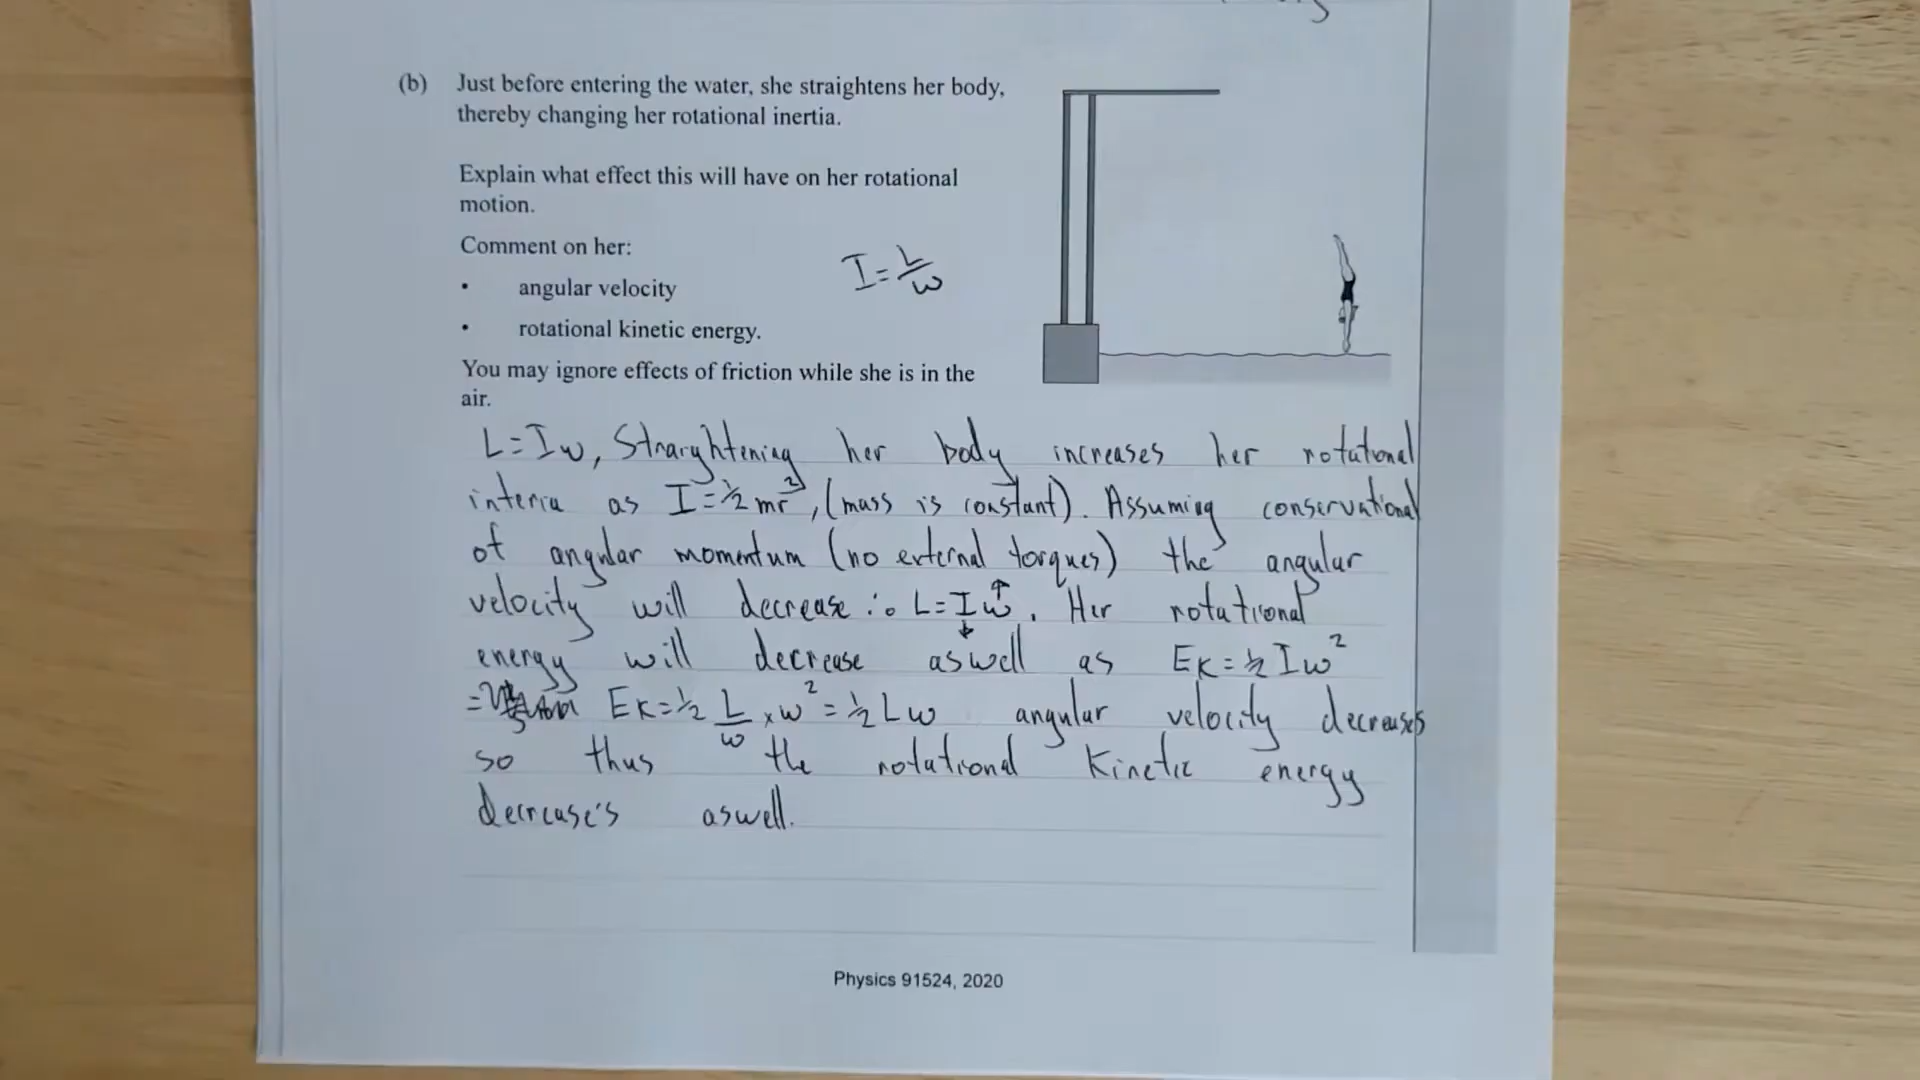 (b) Just before entering the water, she straightens her body,
thereby changing her rotational inertia.
Explain what effect this will have on her rotational
motion.
Comment on her:
• angular velocity
I = L/ω
• rotational kinetic energy.
You may ignore effects of friction while she is in the
air.
L=Iω, Straryhtening her body increases her rotational
interia as I=½mr², (mass is constant). Assuming conservational
of angular momentum (no external torques) the angular
velocity will decrease ∴ L=Iω. Her rotational
energy will decrease aswell as EK=½Iω²
= EK=½ L/ω ×ω² = ½Lω angular velocity decreases
so thus the rotational Kinetic energy
decrease's aswell.
Physics 91524, 2020